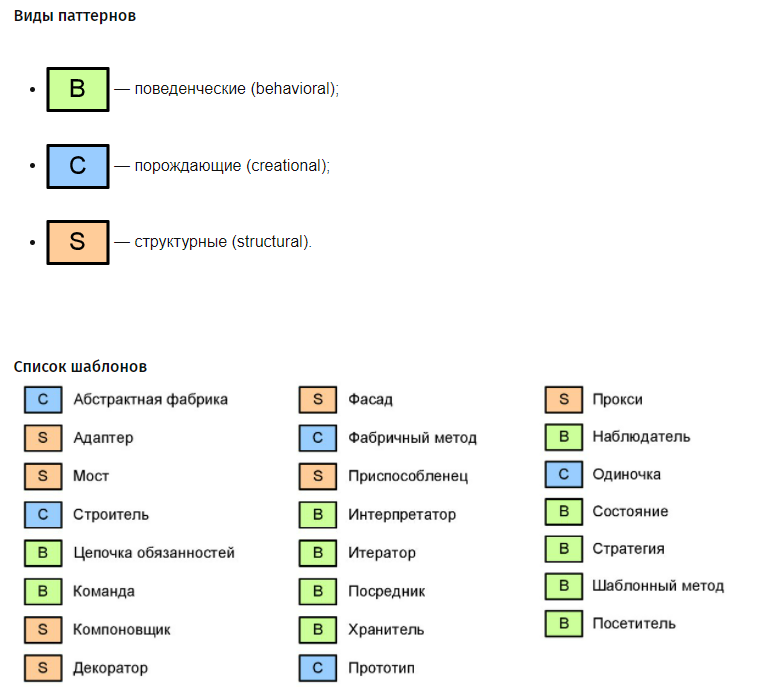 Виды паттернов
B — поведенческие (behavioral);
C — порождающие (creational);
S — структурные (structural).
Список шаблонов
C Абстрактная фабрика
S Адаптер
S Мост
C Строитель
B Цепочка обязанностей
B Команда
S Компоновщик
S Декоратор
S Фасад
C Фабричный метод
S Приспособленец
B Интерпретатор
B Итератор
B Посредник
B Хранитель
C Прототип
S Прокси
B Наблюдатель
C Одиночка
B Состояние
B Стратегия
B Шаблонный метод
B Посетитель